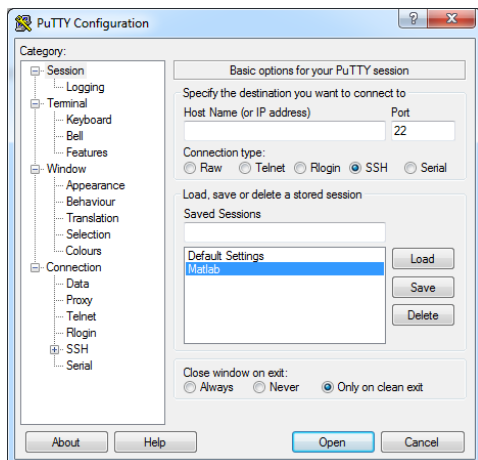 PuTTY Configuration
Category:
Session
Logging
Terminal
Keyboard
Bell
Features
Window
Appearance
Behaviour
Translation
Selection
Colours
Connection
Data
Proxy
Telnet
Rlogin
SSH
Serial
Basic options for your PuTTY session
Specify the destination you want to connect to
Host Name (or IP address) Port
22
Connection type:
Raw Telnet Rlogin SSH Serial
Load, save or delete a stored session
Saved Sessions
Default Settings
Matlab
Load
Save
Delete
Close window on exit:
Always Never Only on clean exit
About Help Open Cancel